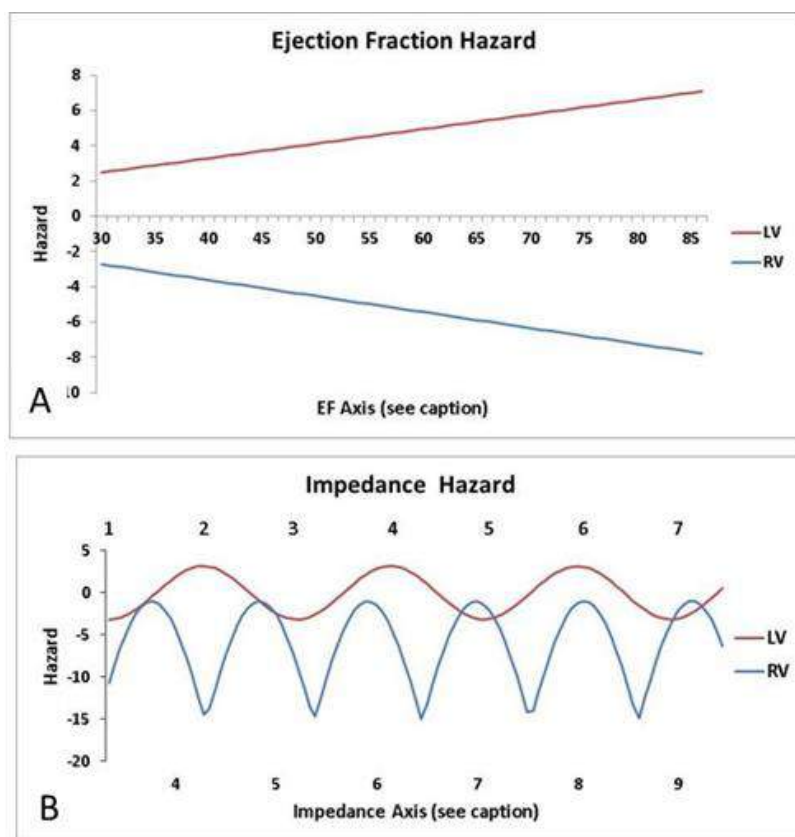 Ejection Fraction Hazard
8
6
4
2
0
-2
-4
-6
-8
.10
30 35 40 45 50 55 60 65 70 75 80 85
Hazard
LV
RV
A
EF Axis (see caption)
Impedance Hazard
1 2 3 4 5 6 7
5
0
-5
-10
-15
-20
Hazard
LV
RV
4 5 6 7 8 9
B
Impedance Axis (see caption)